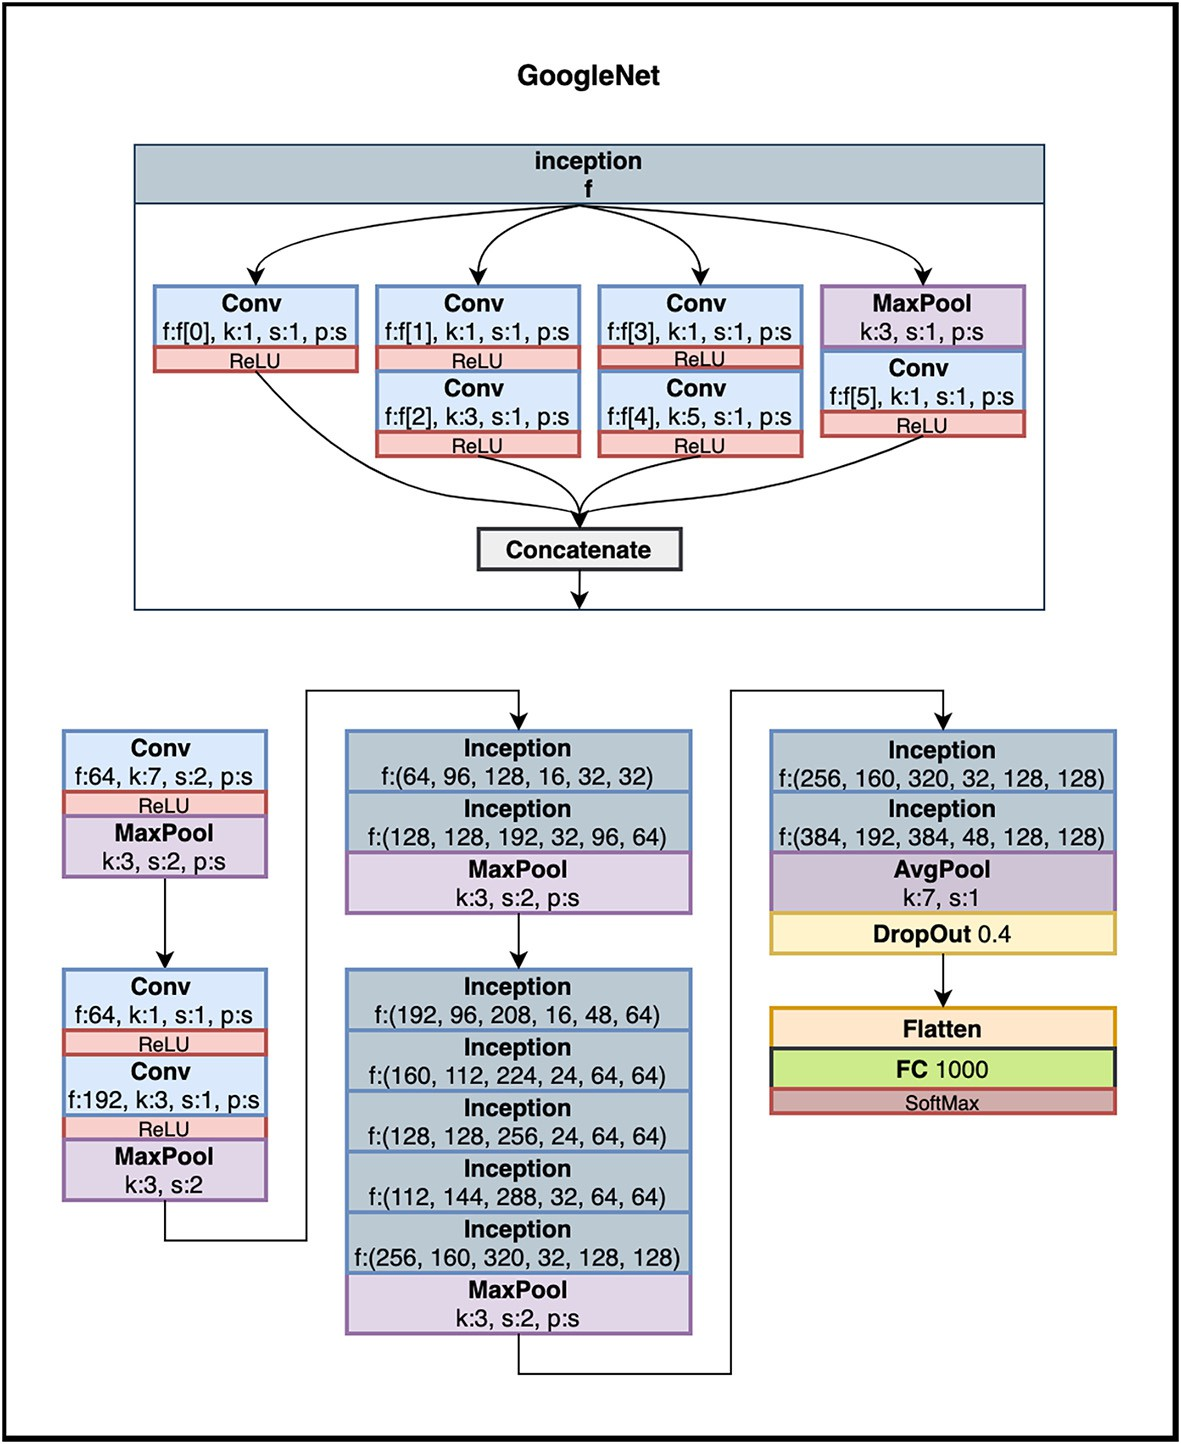 GoogleNet
inception
f
Conv
f:f[0], k:1, s:1, p:s
ReLU
Conv
f:f[1], k:1, s:1, p:s
ReLU
Conv
f:f[2], k:3, s:1, p:s
ReLU
Conv
f:f[3], k:1, s:1, p:s
ReLU
Conv
f:f[4], k:5, s:1, p:s
ReLU
MaxPool
k:3, s:1, p:s
Conv
f:f[5], k:1, s:1, p:s
ReLU
Concatenate
Conv
f:64, k:7, s:2, p:s
ReLU
MaxPool
k:3, s:2, p:s
Conv
f:64, k:1, s:1, p:s
ReLU
Conv
f:192, k:3, s:1, p:s
ReLU
MaxPool
k:3, s:2
Inception
f:(64, 96, 128, 16, 32, 32)
Inception
f:(128, 128, 192, 32, 96, 64)
MaxPool
k:3, s:2, p:s
Inception
f:(192, 96, 208, 16, 48, 64)
Inception
f:(160, 112, 224, 24, 64, 64)
Inception
f:(128, 128, 256, 24, 64, 64)
Inception
f:(112, 144, 288, 32, 64, 64)
Inception
f:(256, 160, 320, 32, 128, 128)
MaxPool
k:3, s:2, p:s
Inception
f:(256, 160, 320, 32, 128, 128)
Inception
f:(384, 192, 384, 48, 128, 128)
AvgPool
k:7, s:1
DropOut 0.4
Flatten
FC 1000
SoftMax